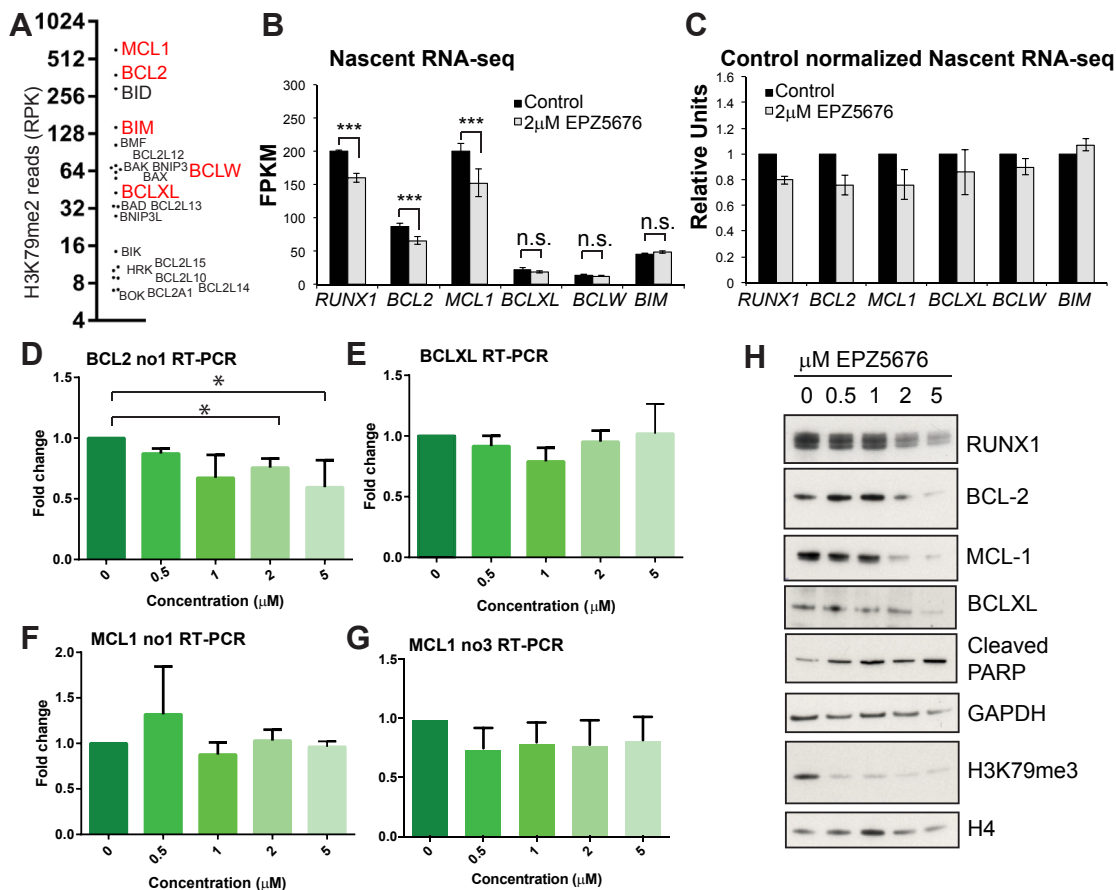 A
H3K79me2 reads (RPK)
1024
512
256
128
64
32
16
8
4
MCL1
BCL2
BID
BIM
BMF
BCL2L12
BAK BNIP3
BCLW
BAX
BCLXL
BAD BCL2L13
BNIP3L
BIK
BCL2L15
HRK
BCL2L10
BCL2L14
BOK BCL2A1
B
Nascent RNA-seq
Control
2μM EPZ5676
FPKM
300
250
200
150
100
50
0
***
***
***
n.s.
n.s.
n.s.
RUNX1 BCL2 MCL1 BCLXL BCLW BIM
C
Control normalized Nascent RNA-seq
Control
2μM EPZ5676
Relative Units
1.6
1.4
1.2
1
0.8
0.6
0.4
0.2
0
RUNX1 BCL2 MCL1 BCLXL BCLW BIM
D
BCL2 no1 RT-PCR
Fold change
1.5
1.0
0.5
0.0
*
*
0 0.5 1 2 5
Concentration (μM)
E
BCLXL RT-PCR
Fold change
1.5
1.0
0.5
0.0
0 0.5 1 2 5
Concentration (μM)
F
MCL1 no1 RT-PCR
Fold change
2.0
1.5
1.0
0.5
0.0
0 0.5 1 2 5
Concentration (μM)
G
MCL1 no3 RT-PCR
Fold change
1.5
1.0
0.5
0.0
0 0.5 1 2 5
Concentration (μM)
H
μM EPZ5676
0 0.5 1 2 5
RUNX1
BCL-2
MCL-1
BCLXL
Cleaved
PARP
GAPDH
H3K79me3
H4